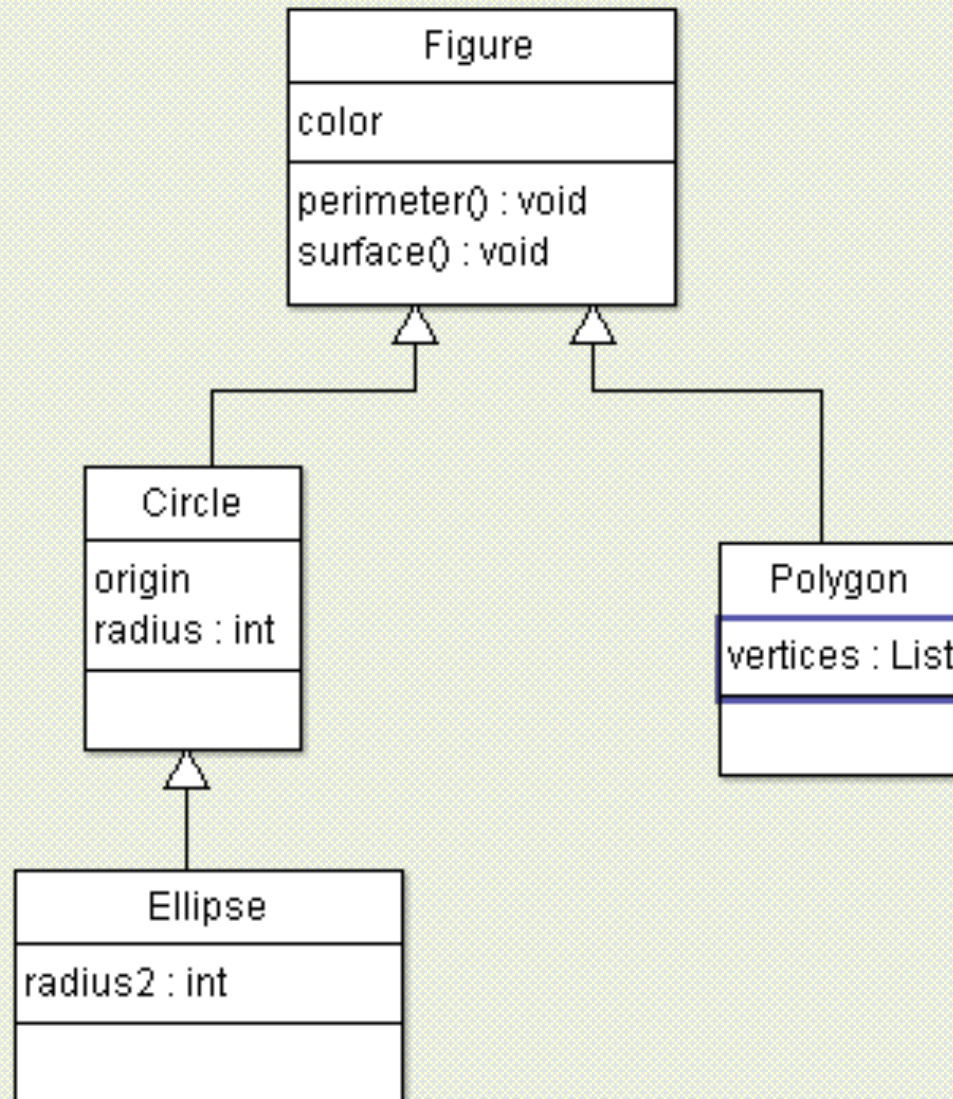 Figure
color
perimeter() : void
surface() : void
Circle
origin
radius : int
Polygon
vertices : List
Ellipse
radius2 : int